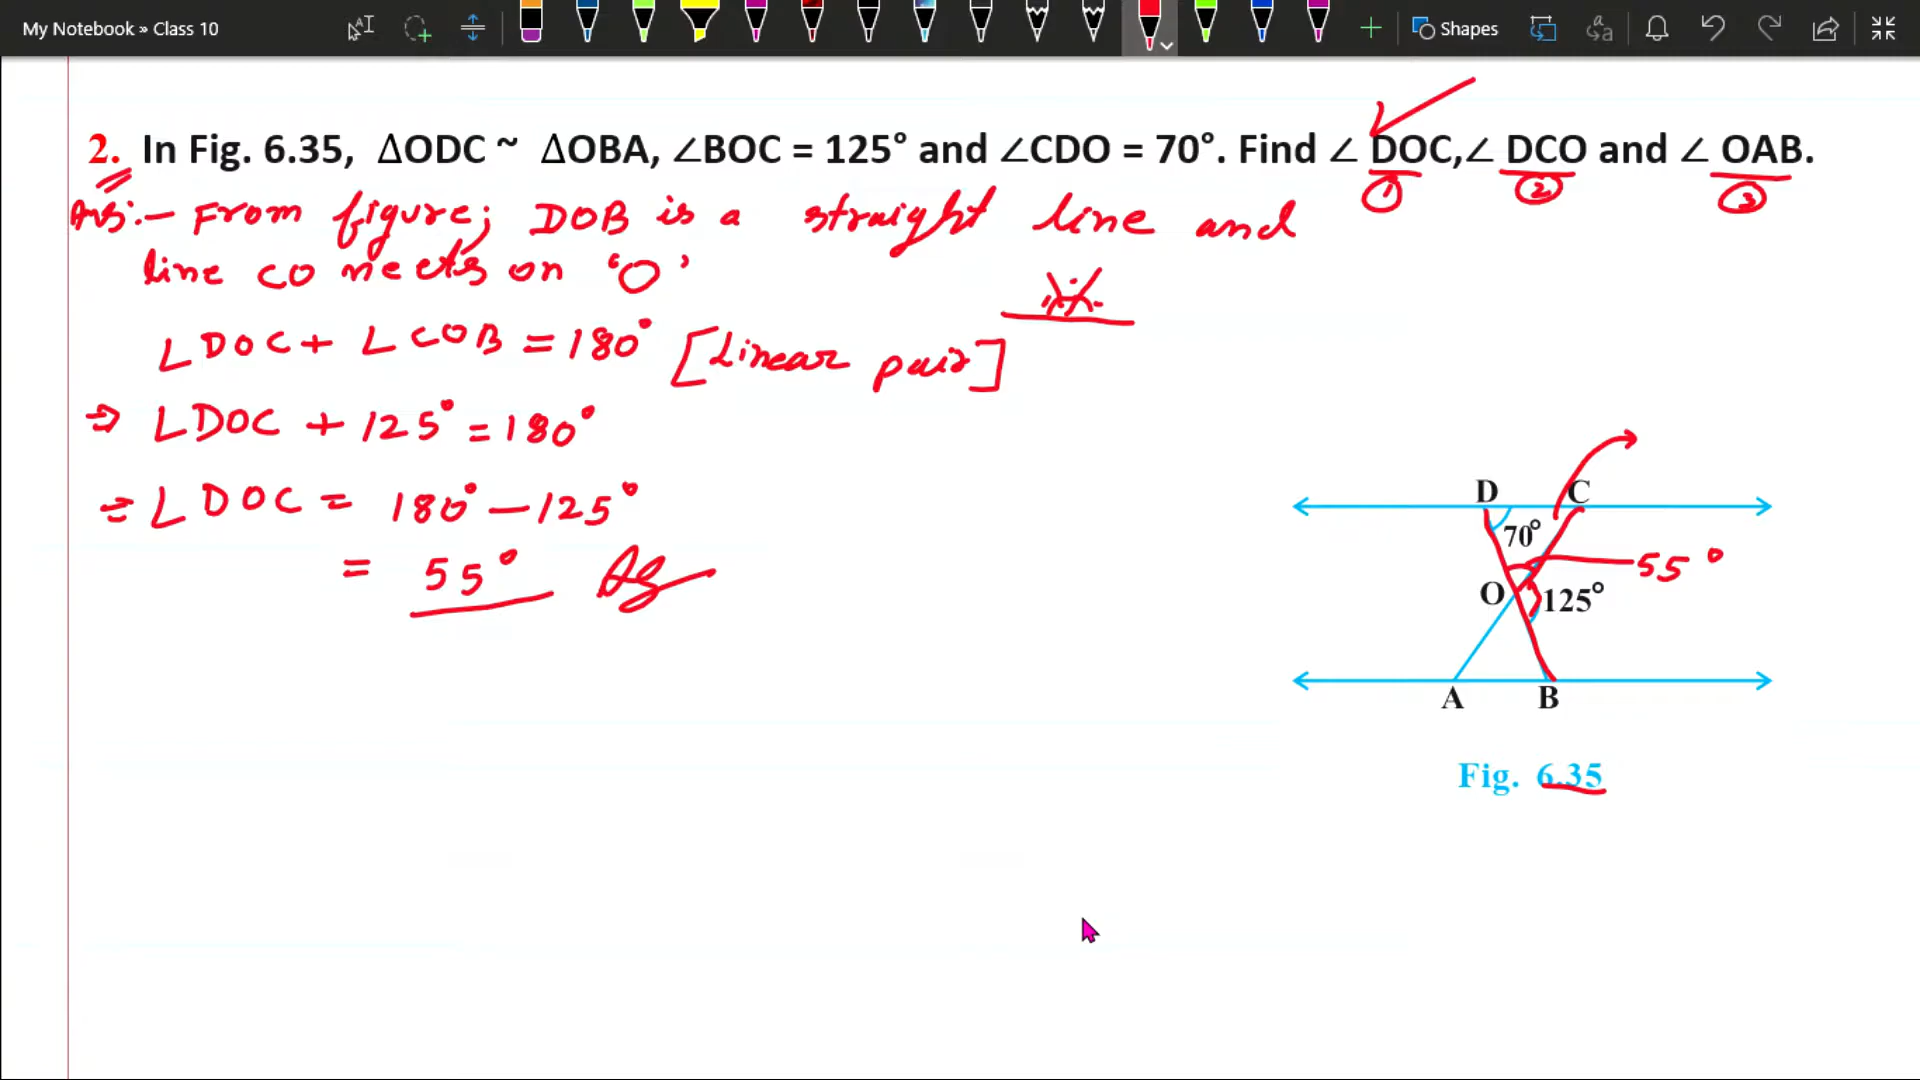 My Notebook » Class 10
Shapes
2. In Fig. 6.35, ΔODC ~ ΔOBA, ∠BOC = 125° and ∠CDO = 70°. Find ∠ DOC,∠ DCO and ∠ OAB.
① ② ③
Ans:- From figure; DOB is a straight line and
line CO meets on 'O'
∠DOC + ∠COB = 180° [Linear pair]
⇒ ∠DOC + 125° = 180°
⇒ ∠DOC = 180° - 125°
= 55°
D C
70°
55°
O 125°
A B
Fig. 6.35